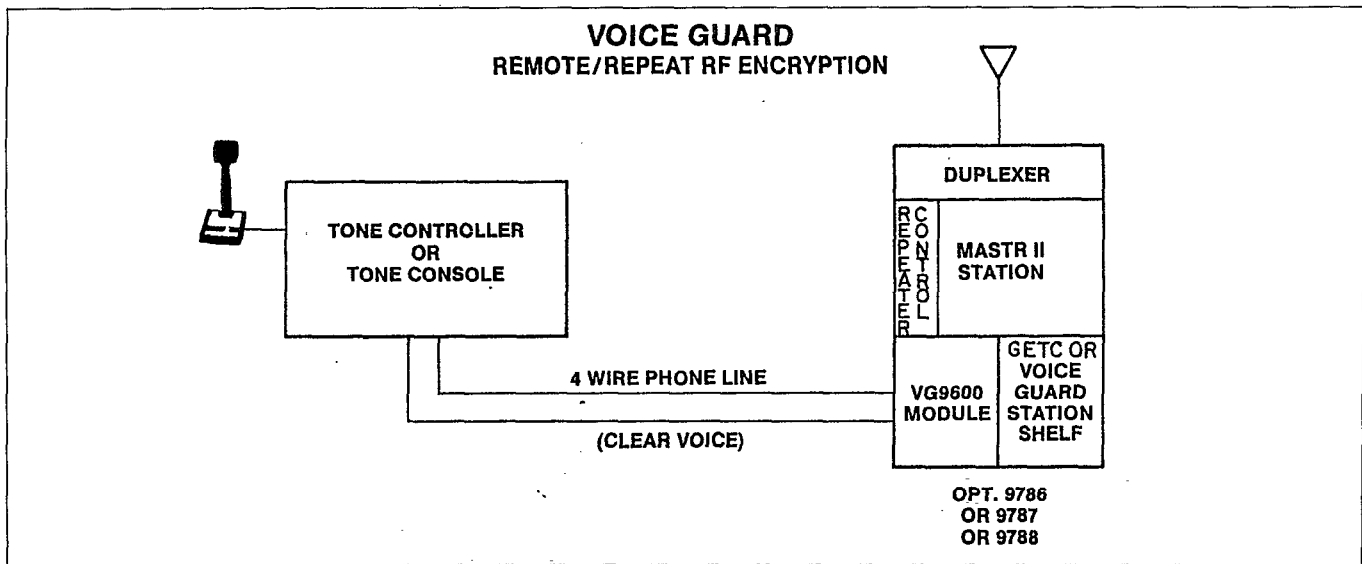 VOICE GUARD
REMOTE/REPEAT RF ENCRYPTION
TONE CONTROLLER
OR
TONE CONSOLE
4 WIRE PHONE LINE
(CLEAR VOICE)
DUPLEXER
REPEATER
CONTROL
MASTR II
STATION
VG9600
MODULE
GETC OR
VOICE
GUARD
STATION
SHELF
OPT. 9786
OR 9787
OR 9788